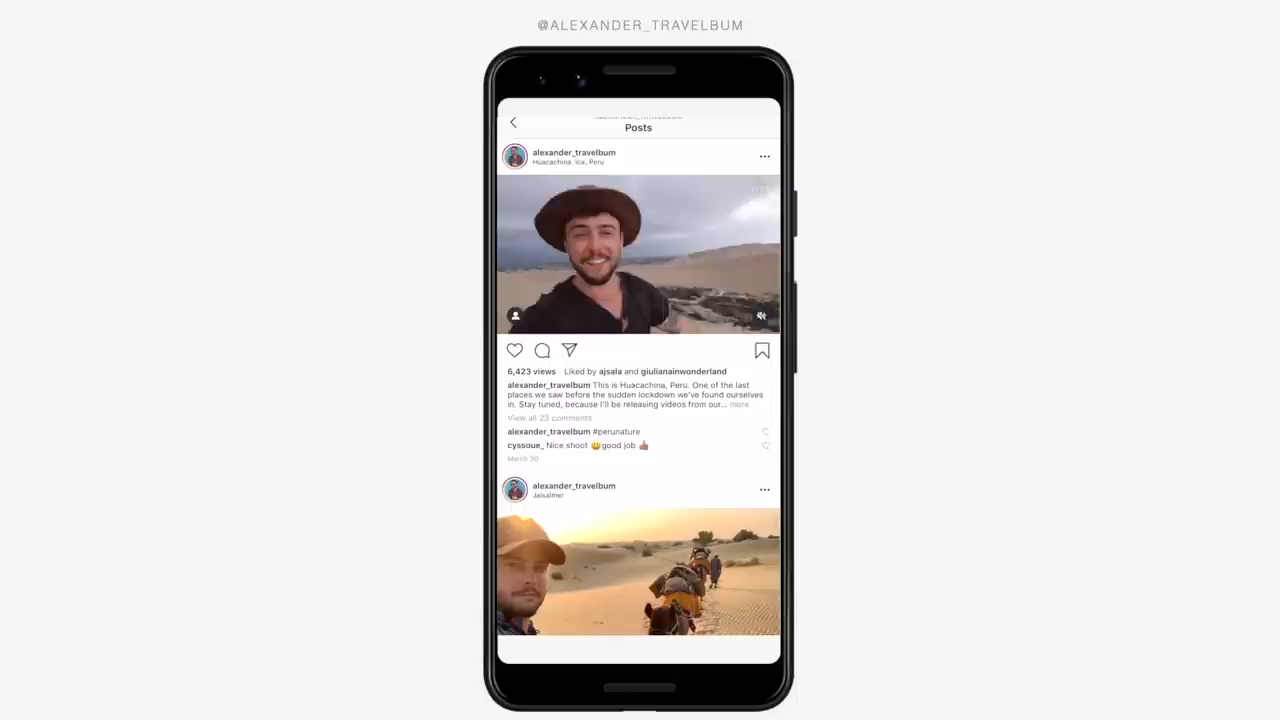 @ALEXANDER_TRAVELBUM
Posts
alexander_travelbum
Huacachina, Ica, Peru
6,423 views Liked by ajsala and giulianainwonderland
alexander_travelbum This is Huacachina, Peru. One of the last
places we saw before the sudden lockdown we've found ourselves
in. Stay tuned, because I'll be releasing videos from our... more
View all 23 comments
alexander_travelbum #perunature
cyssoue_ Nice shoot 😀good job 👍🏽
March 20
alexander_travelbum
Jaisalmer